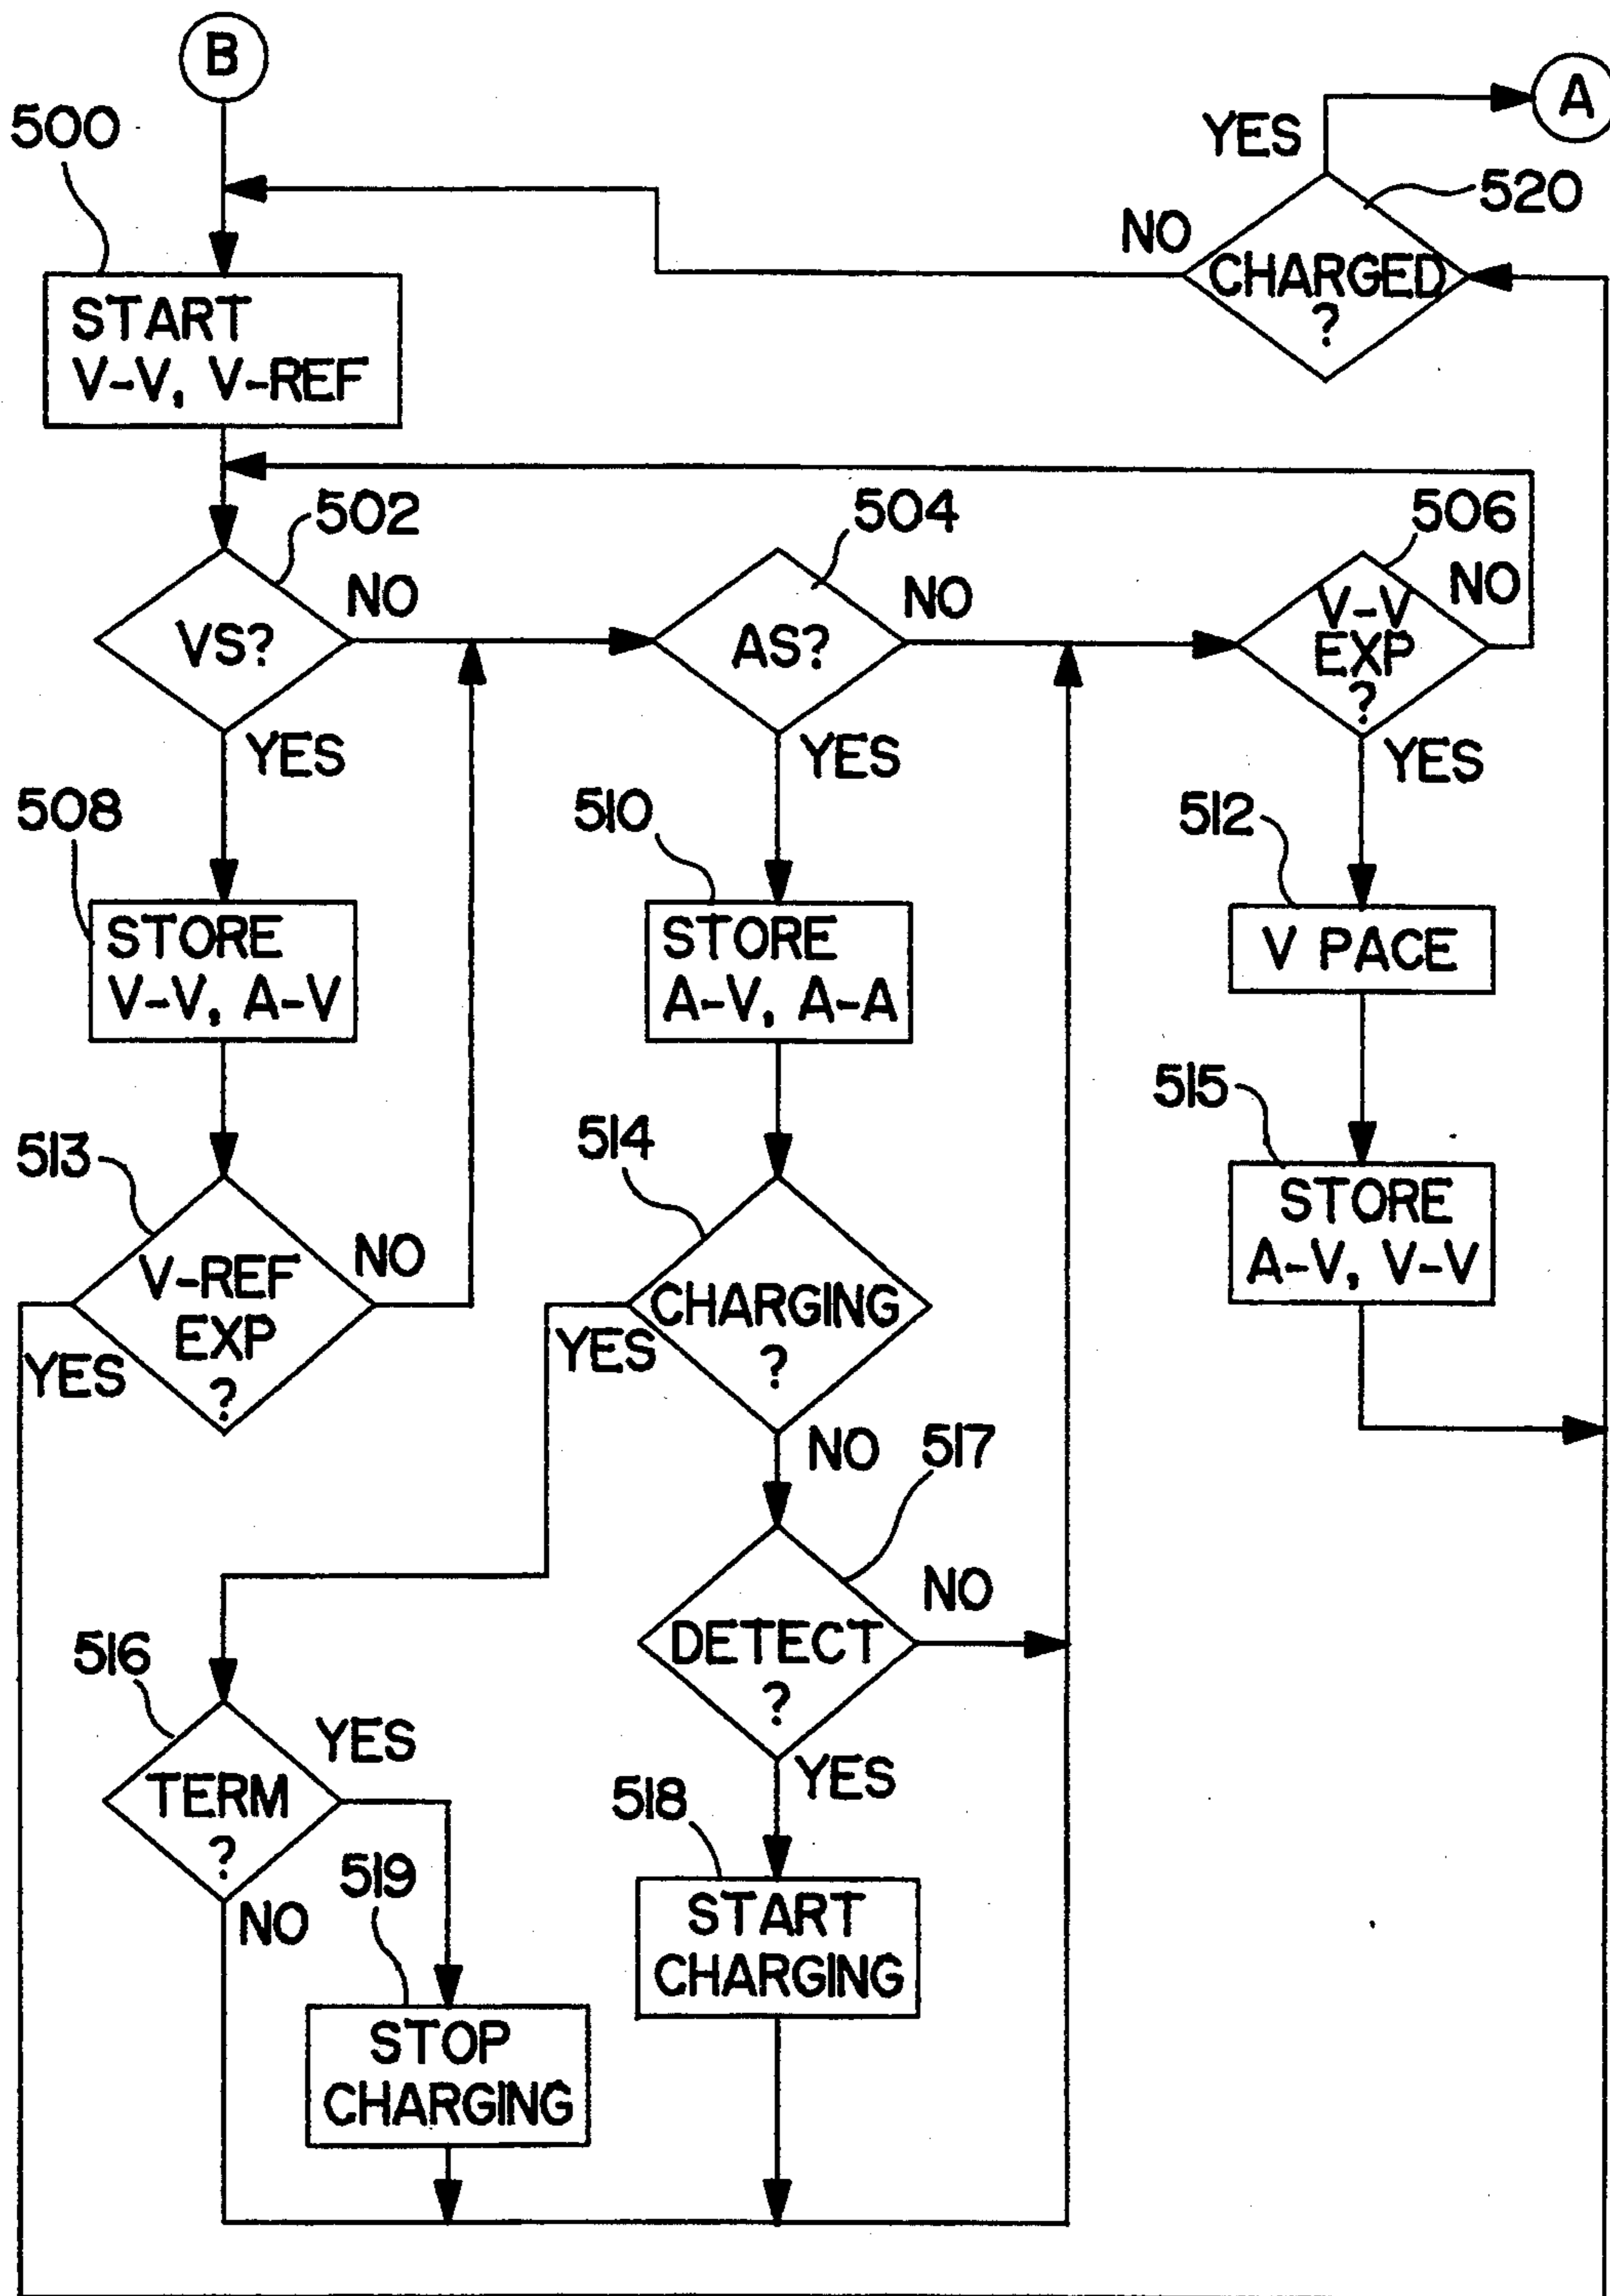 B
A
500
YES
520
NO
CHARGED
?
START
V-V, V-REF
502
504
506
NO
NO
NO
VS?
AS?
V-V
EXP
?
YES
YES
YES
508
510
512
STORE
V-V, A-V
STORE
A-V, A-A
V PACE
513
514
515
STORE
A-V, V-V
V-REF
EXP
?
NO
YES
CHARGING
?
YES
NO
517
DETECT
?
NO
YES
516
TERM
?
YES
NO
518
519
START
CHARGING
STOP
CHARGING